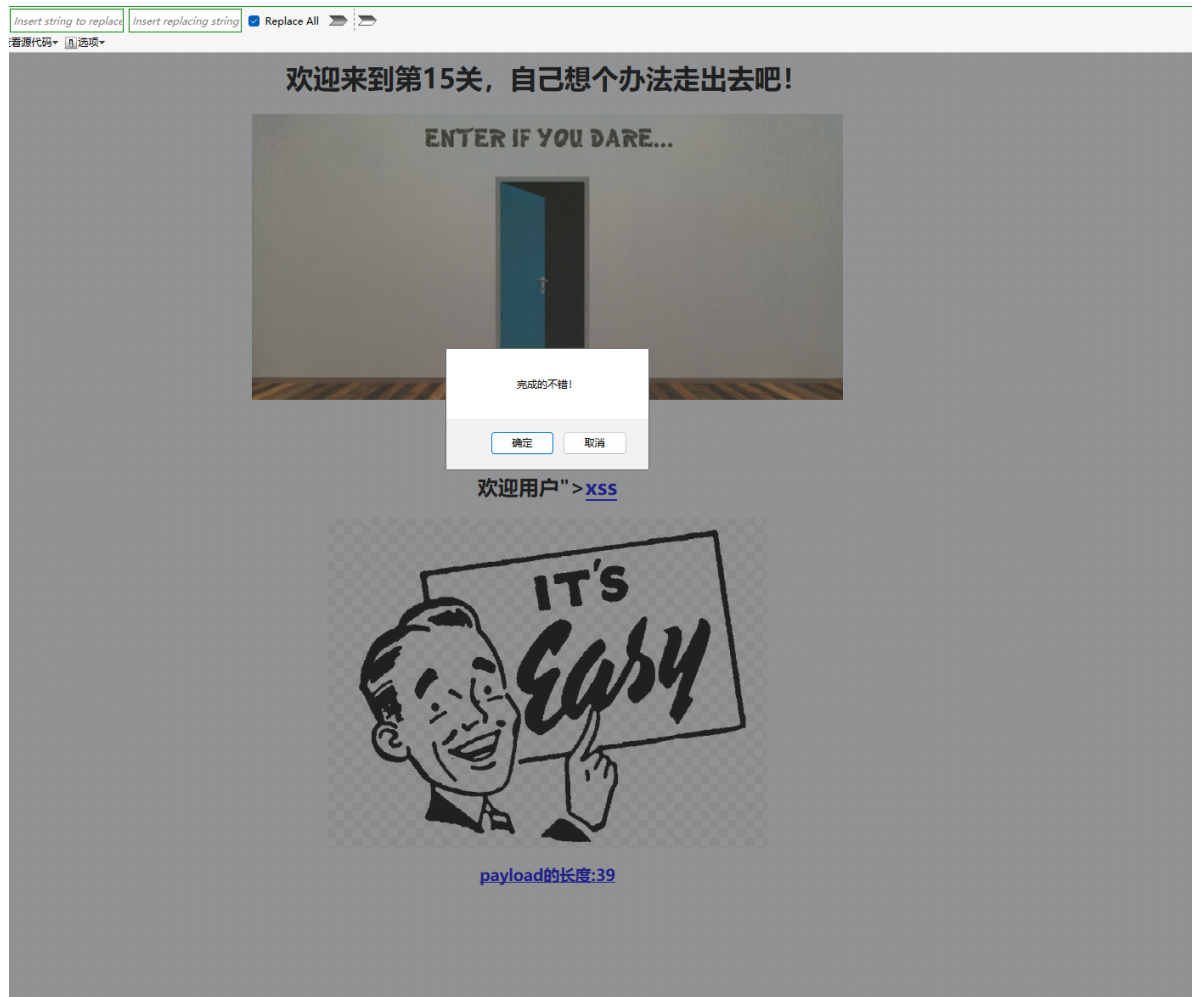 Insert string to replace Insert replacing string Replace All
看源代码 选项
欢迎来到第15关，自己想个办法走出去吧！
ENTER IF YOU DARE...
完成的不错！
确定 取消
欢迎用户">xss
IT'S
Easy
payload的长度:39